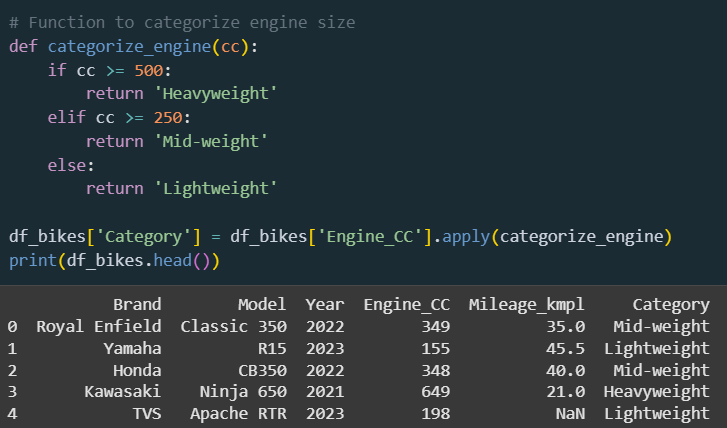 # Function to categorize engine size
def categorize_engine(cc):
    if cc >= 500:
        return 'Heavyweight'
    elif cc >= 250:
        return 'Mid-weight'
    else:
        return 'Lightweight'

df_bikes['Category'] = df_bikes['Engine_CC'].apply(categorize_engine)
print(df_bikes.head())
           Brand        Model  Year  Engine_CC  Mileage_kmpl     Category
0  Royal Enfield  Classic 350  2022        349          35.0   Mid-weight
1         Yamaha          R15  2023        155          45.5  Lightweight
2          Honda        CB350  2022        348          40.0   Mid-weight
3       Kawasaki    Ninja 650  2021        649          21.0  Heavyweight
4            TVS   Apache RTR  2023        198           NaN  Lightweight